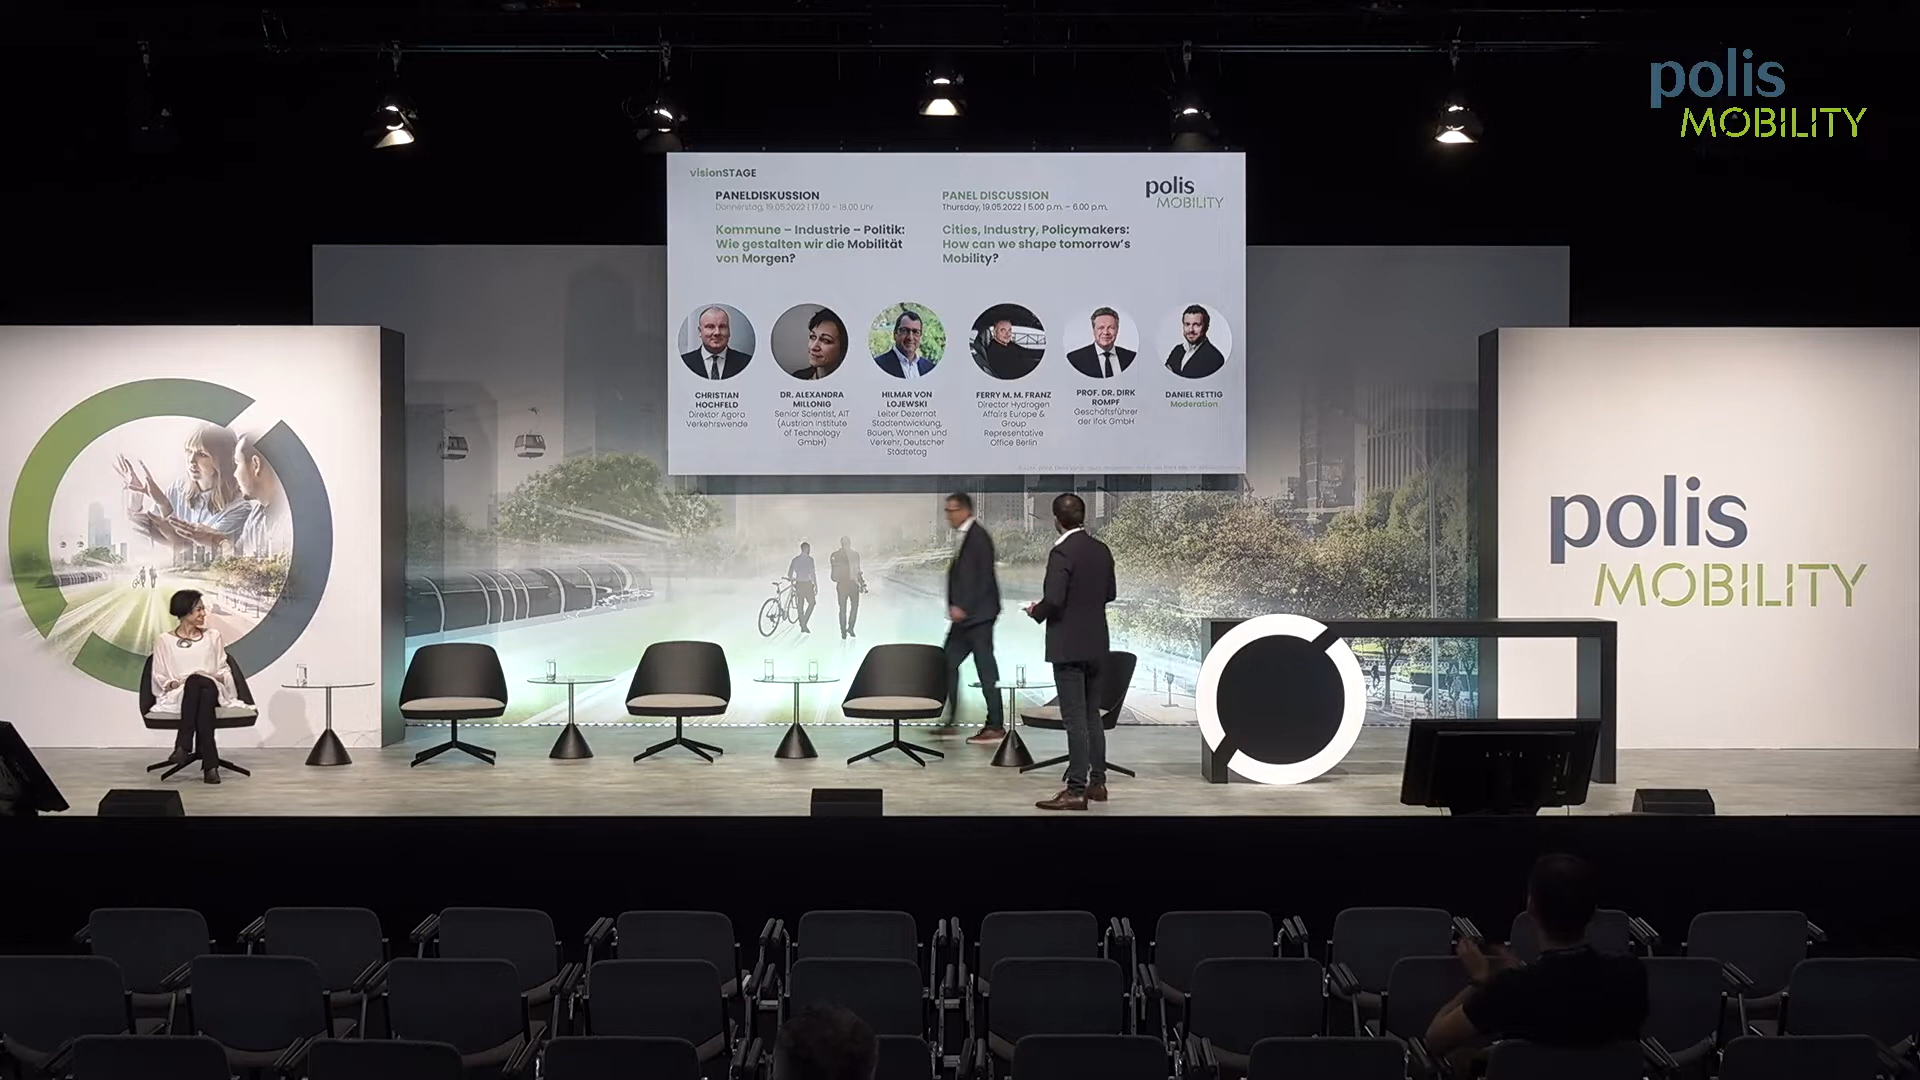 polis
MOBILITY
visionSTAGE
PANELDISKUSSION
Donnerstag, 19.05.2022 | 17.00 – 18.00 Uhr
Kommune – Industrie – Politik:
Wie gestalten wir die Mobilität
von Morgen?
PANEL DISCUSSION
Thursday, 19.05.2022 | 5.00 p.m. – 6.00 p.m.
Cities, Industry, Policymakers:
How can we shape tomorrow's
Mobility?
polis
MOBILITY
CHRISTIAN
HOCHFELD
Direktor Agora
Verkehrswende
DR. ALEXANDRA
MILLONIG
Senior Scientist, AIT
(Austrian Institute
of Technology
GmbH)
HILMAR VON
LOJEWSKI
Leiter Dezernat
Stadtentwicklung,
Bauen, Wohnen und
Verkehr, Deutscher
Städtetag
FERRY M. M. FRANZ
Director Hydrogen
Affairs Europe &
Group
Representative
Office Berlin
PROF. DR. DIRK
ROMPF
Geschäftsführer
der ifok GmbH
DANIEL RETTIG
Moderation
polis
MOBILITY